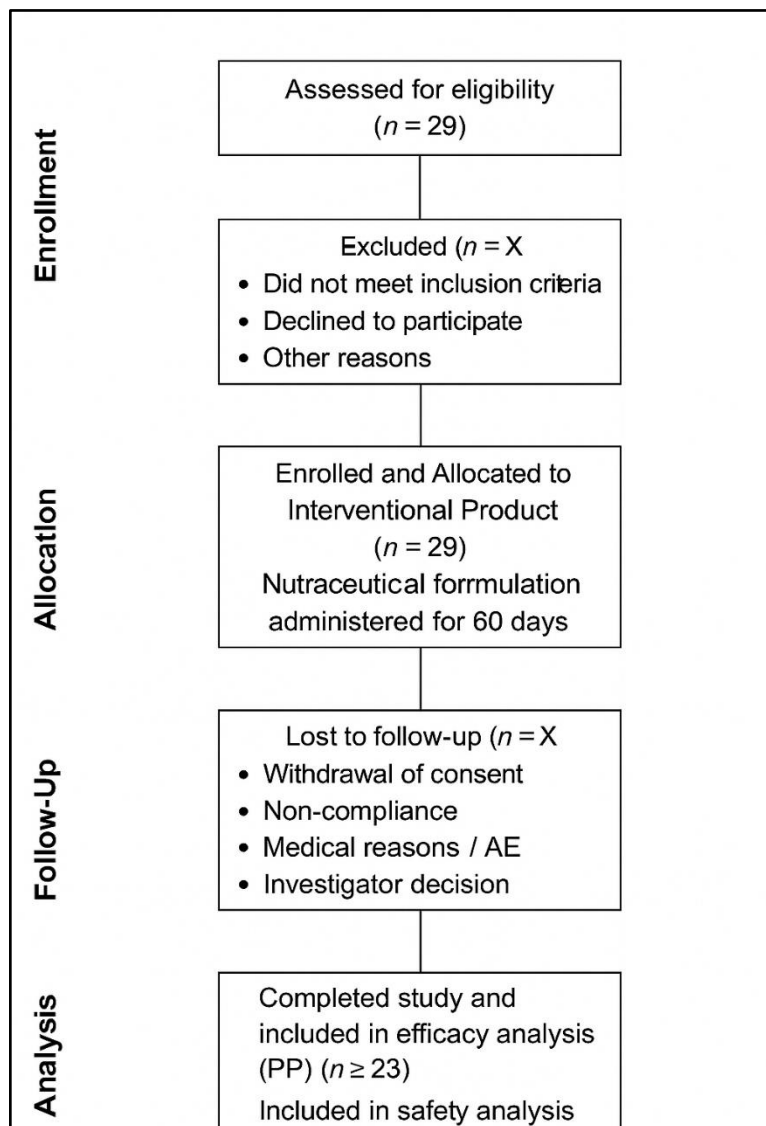 Enrollment
Assessed for eligibility
(n = 29)
Excluded (n = X
• Did not meet inclusion criteria
• Declined to participate
• Other reasons
Allocation
Enrolled and Allocated to
Interventional Product
(n = 29)
Nutraceutical forrmulation
administered for 60 days
Follow-Up
Lost to follow-up (n = X
• Withdrawal of consent
• Non-compliance
• Medical reasons / AE
• Investigator decision
Analysis
Completed study and
included in efficacy analysis
(PP) (n ≥ 23)
Included in safety analysis